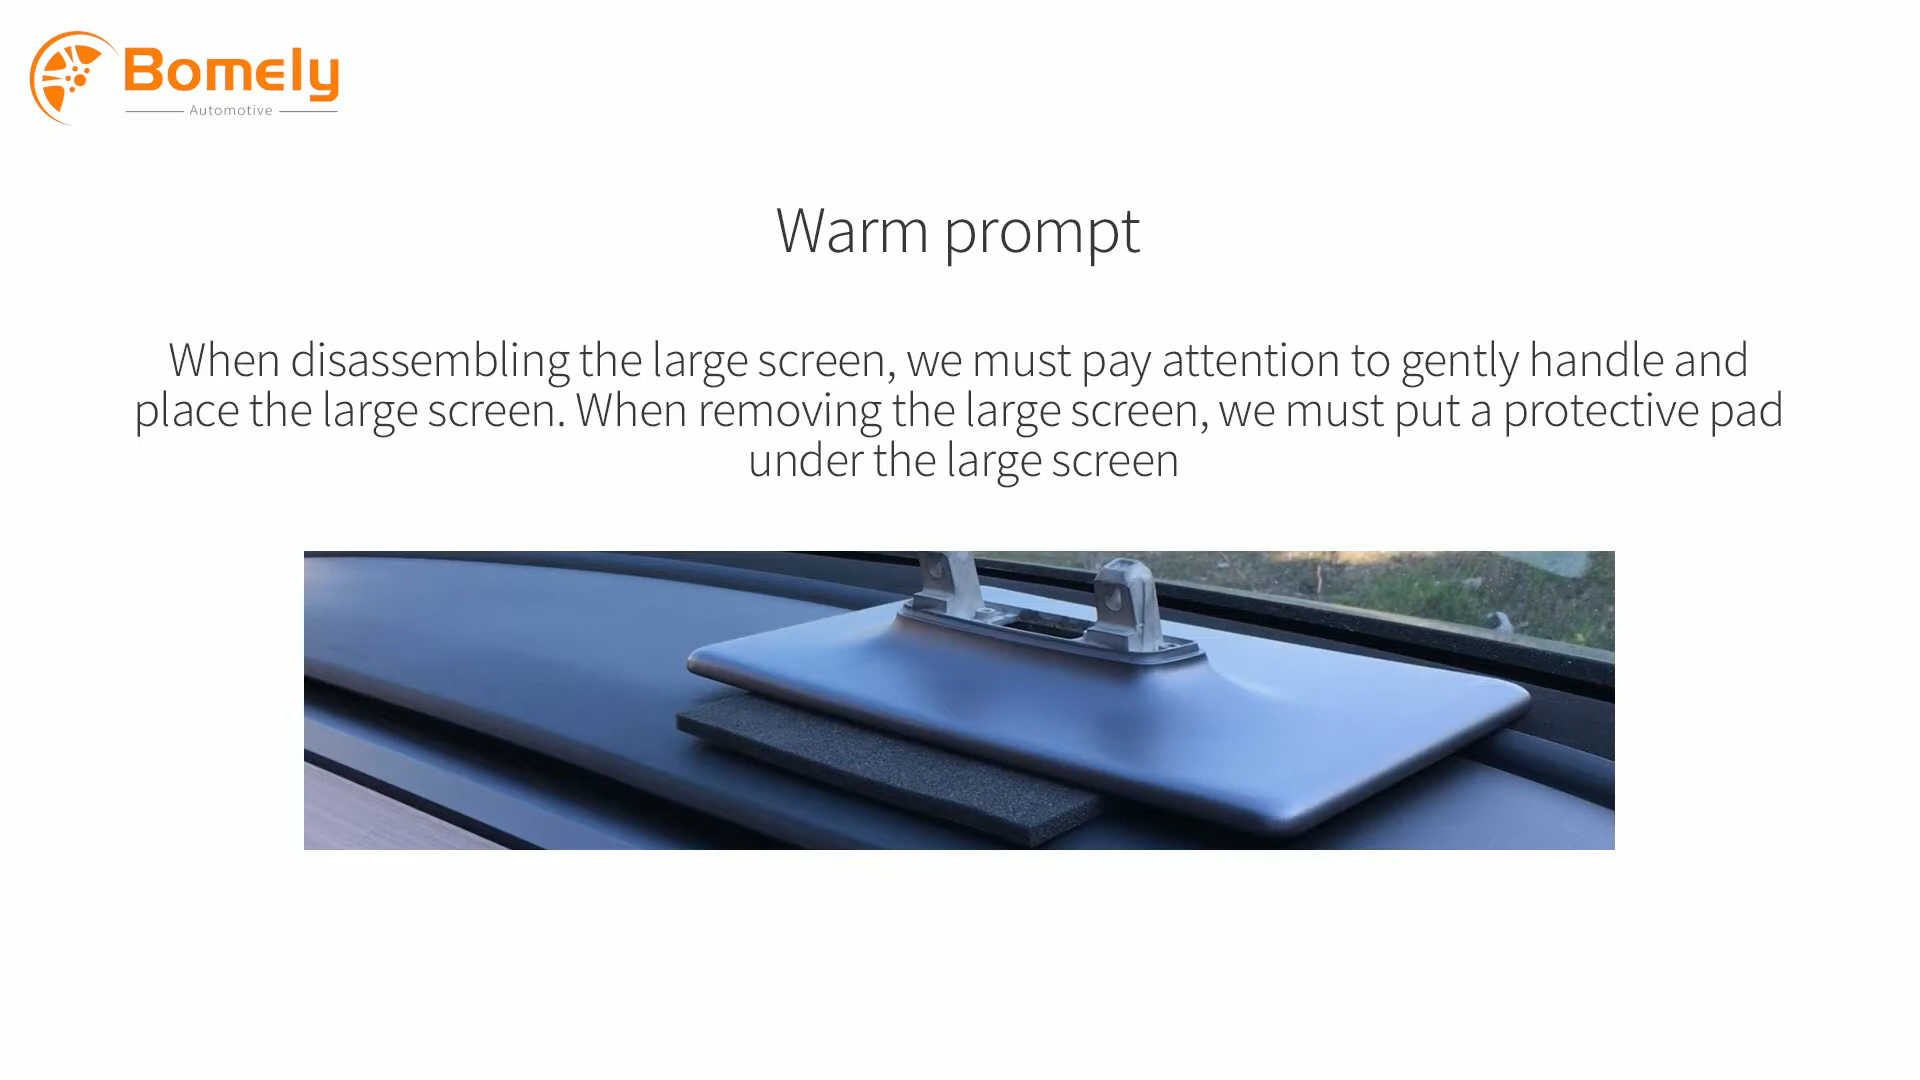 Bomely
Automotive
Warm prompt
When disassembling the large screen, we must pay attention to gently handle and
place the large screen. When removing the large screen, we must put a protective pad
under the large screen